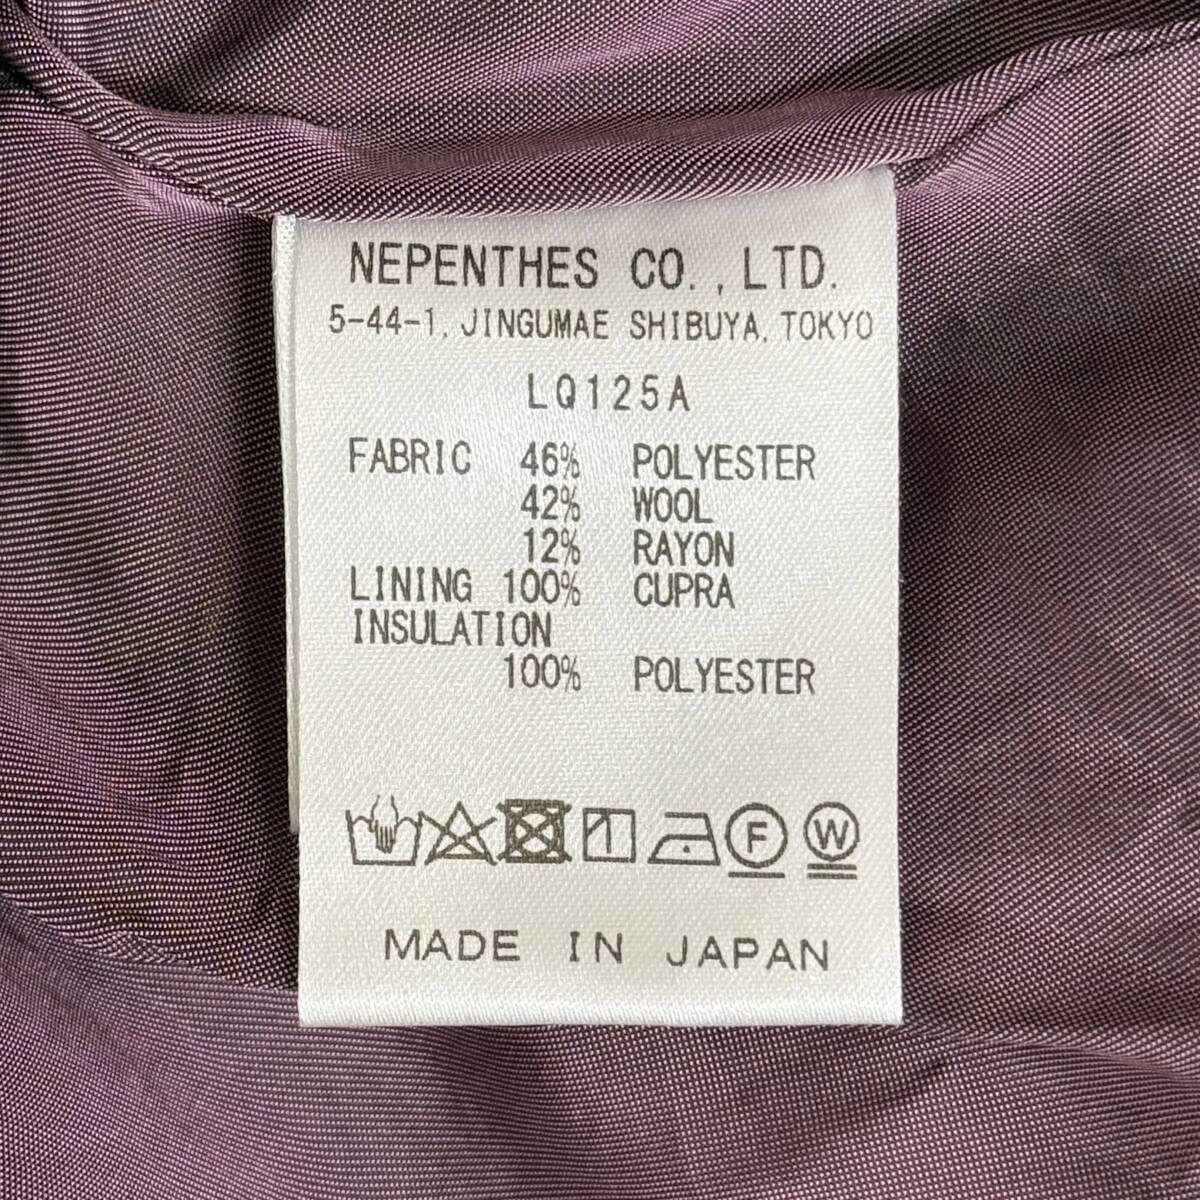 NEPENTHES CO., LTD.
5-44-1, JINGUMAE SHIBUYA, TOKYO
LQ125A
FABRIC 46% POLYESTER
42% WOOL
12% RAYON
LINING 100% CUPRA
INSULATION
100% POLYESTER
F W
MADE IN JAPAN